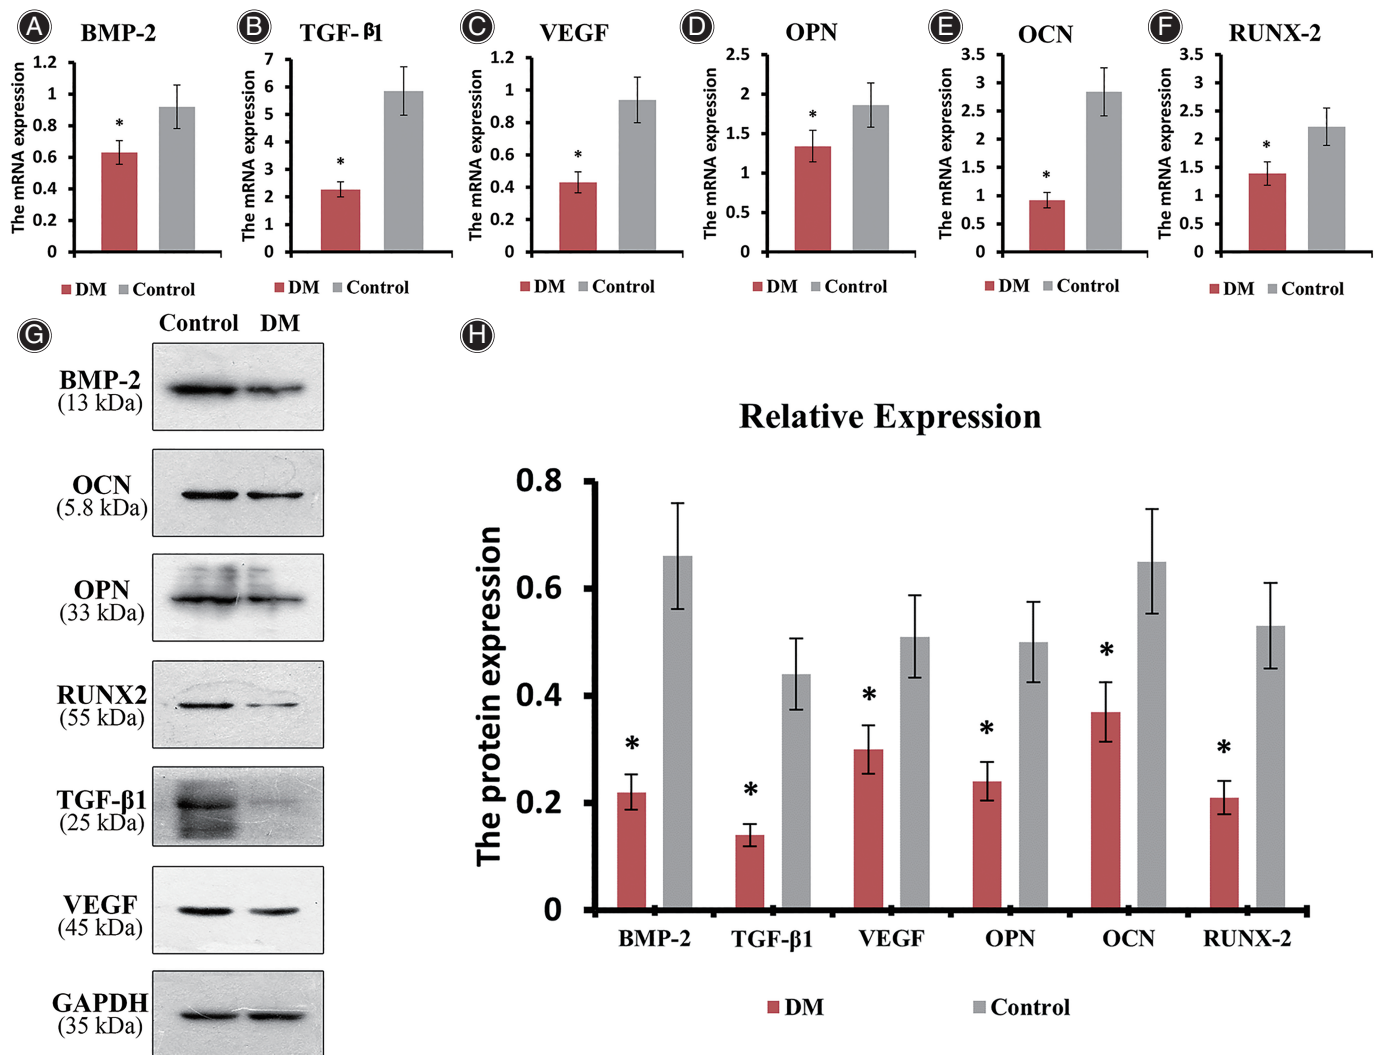 A
BMP-2
The mRNA expression
1.2
1
0.8
0.6
0.4
0.2
0
*
DM Control
B
TGF-β1
The mRNA expression
7
6
5
4
3
2
1
0
*
DM Control
C
VEGF
The mRNA expression
1.2
1
0.8
0.6
0.4
0.2
0
*
DM Control
D
OPN
The mRNA expression
2.5
2
1.5
1
0.5
0
*
DM Control
E
OCN
The mRNA expression
3.5
3
2.5
2
1.5
1
0.5
0
*
DM Control
F
RUNX-2
The mRNA expression
3.5
3
2.5
2
1.5
1
0.5
0
*
DM Control
G
Control DM
BMP-2
(13 kDa)
OCN
(5.8 kDa)
OPN
(33 kDa)
RUNX2
(55 kDa)
TGF-β1
(25 kDa)
VEGF
(45 kDa)
GAPDH
(35 kDa)
H
Relative Expression
The protein expression
0.8
0.6
0.4
0.2
0
* * * * * *
BMP-2 TGF-β1 VEGF OPN OCN RUNX-2
DM Control